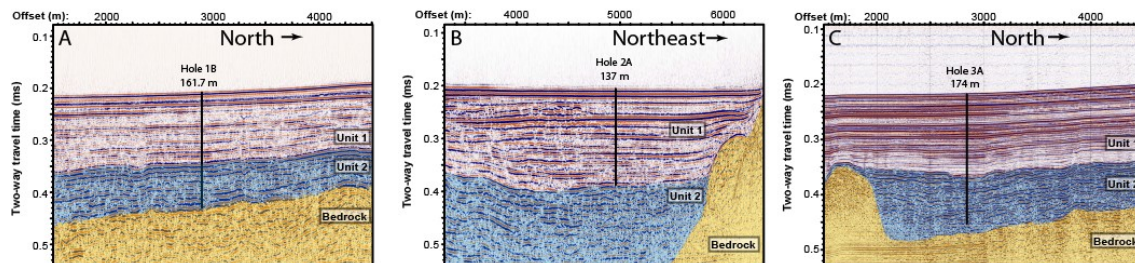 Offset (m):
2000
3000
4000
A
North
Hole 1B
161.7 m
Unit 1
Unit 2
Bedrock
Two-way travel time (ms)
0.1
0.2
0.3
0.4
0.5
Offset (m):
4000
5000
6000
B
Northeast
Hole 2A
137 m
Unit 1
Unit 2
Bedrock
Two-way travel time (ms)
0.1
0.2
0.3
0.4
0.5
Offset (m):
2000
3000
4000
C
North
Hole 3A
174 m
Unit
Unit
Bedrock
Two-way travel time (ms)
0.1
0.2
0.3
0.4
0.5